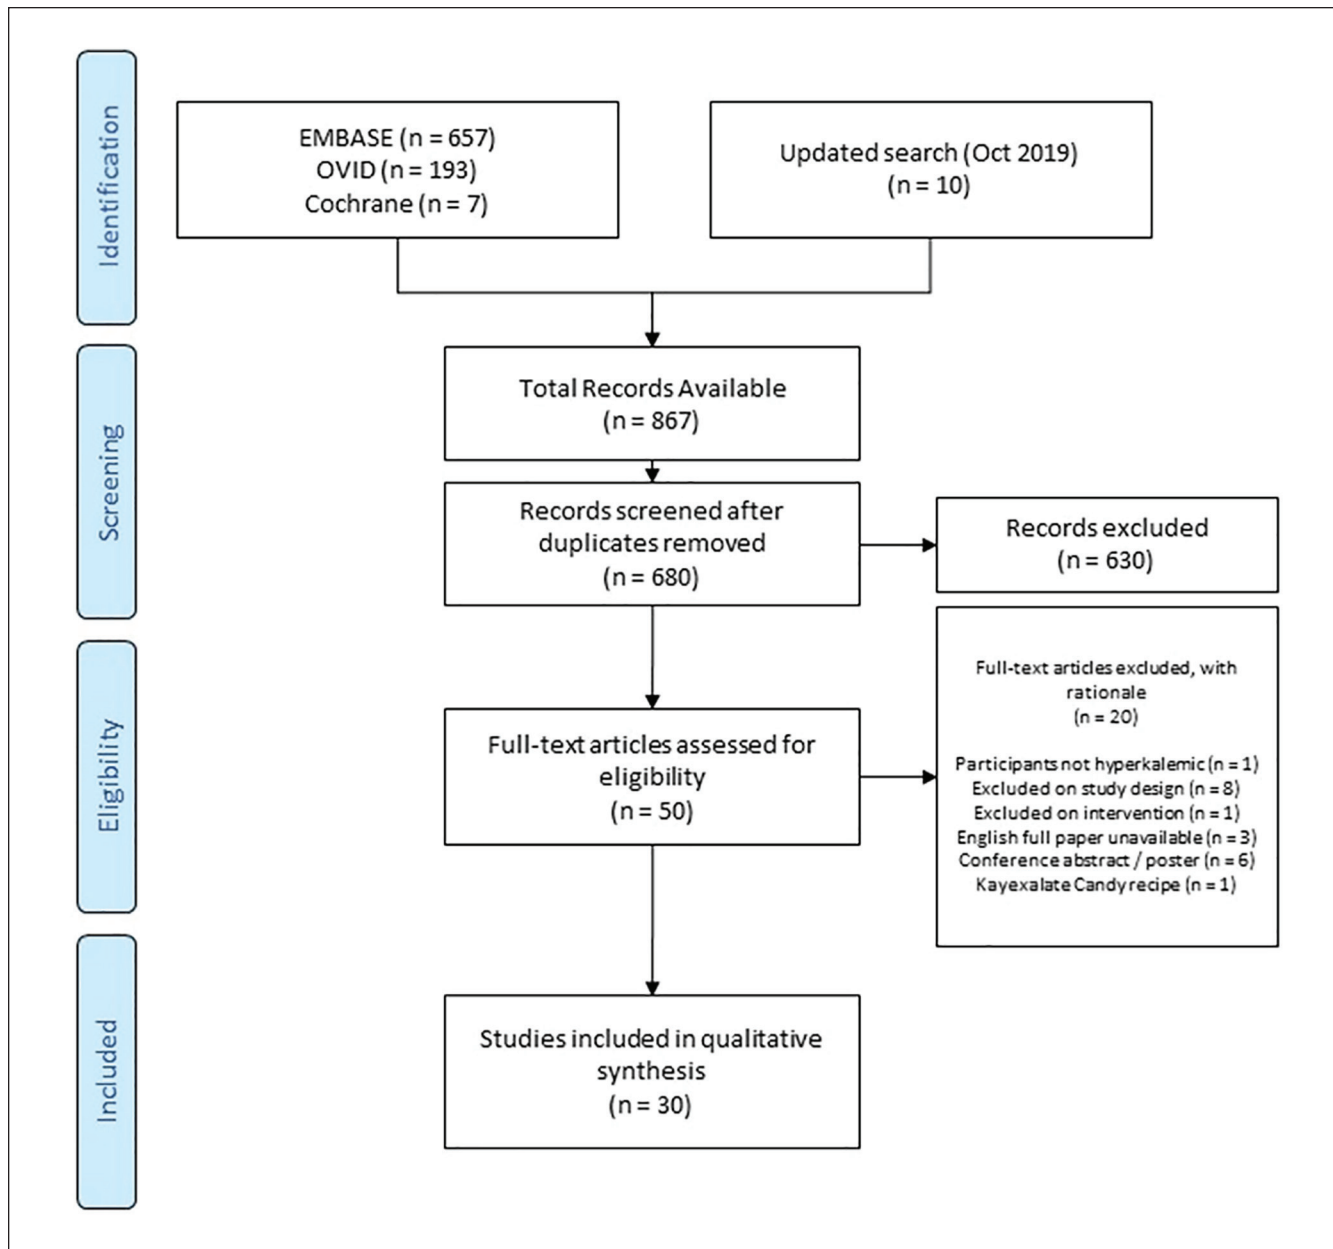 Identification
EMBASE (n = 657)
OVID (n = 193)
Cochrane (n = 7)
Updated search (Oct 2019)
(n = 10)
Screening
Total Records Available
(n = 867)
Records screened after
duplicates removed
(n = 680)
Records excluded
(n = 630)
Eligibility
Full-text articles assessed for
eligibility
(n = 50)
Full-text articles excluded, with
rationale
(n = 20)
Participants not hyperkalemic (n = 1)
Excluded on study design (n = 8)
Excluded on intervention (n = 1)
English full paper unavailable (n = 3)
Conference abstract / poster (n = 6)
Kayexalate Candy recipe (n = 1)
Included
Studies included in qualitative
synthesis
(n = 30)